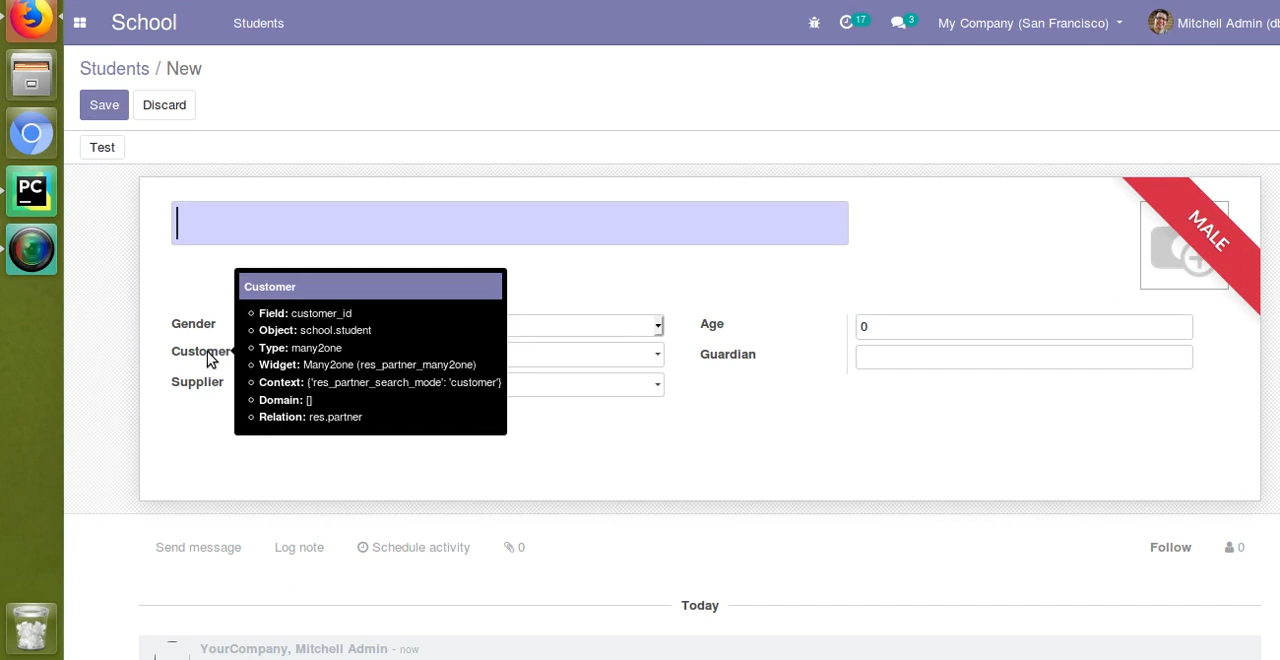 School Students 17 3 My Company (San Francisco) Mitchell Admin (db
Students / New
Save Discard
Test
MALE
Customer
Field: customer_id
Object: school.student
Type: many2one
Widget: Many2one (res_partner_many2one)
Context: {'res_partner_search_mode': 'customer'}
Domain: []
Relation: res.partner
Gender
Customer
Supplier
Age 0
Guardian
Send message Log note Schedule activity 0 Follow 0
Today
YourCompany, Mitchell Admin - now
PC